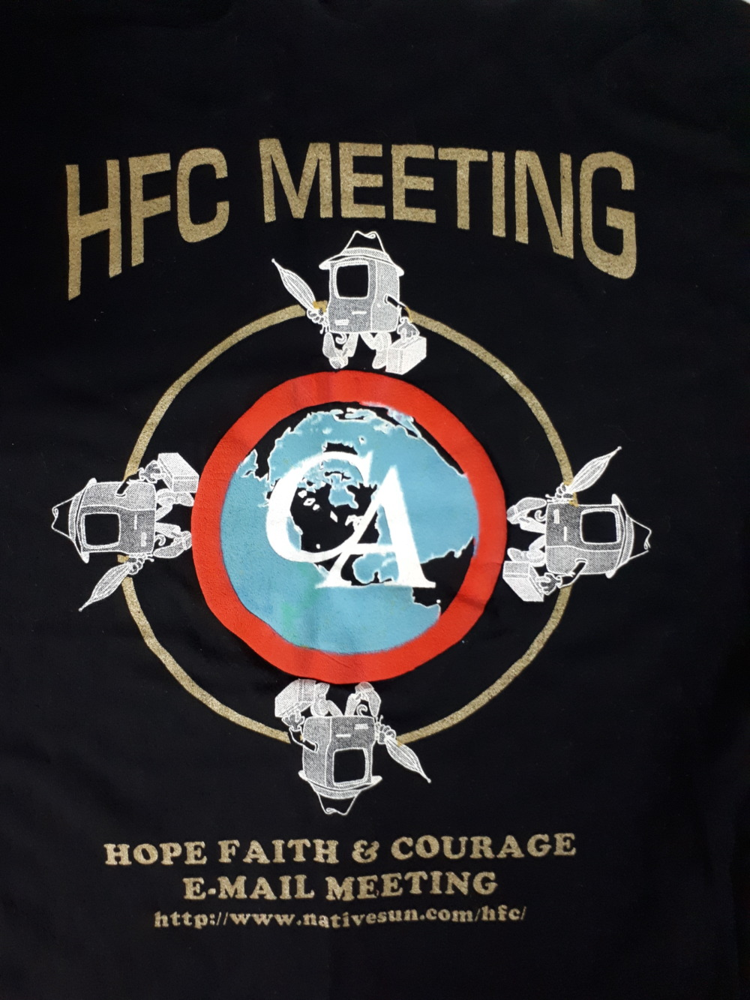 HFC MEETING
CA
HOPE FAITH & COURAGE
E-MAIL MEETING
http://www.nativesun.com/hfc/